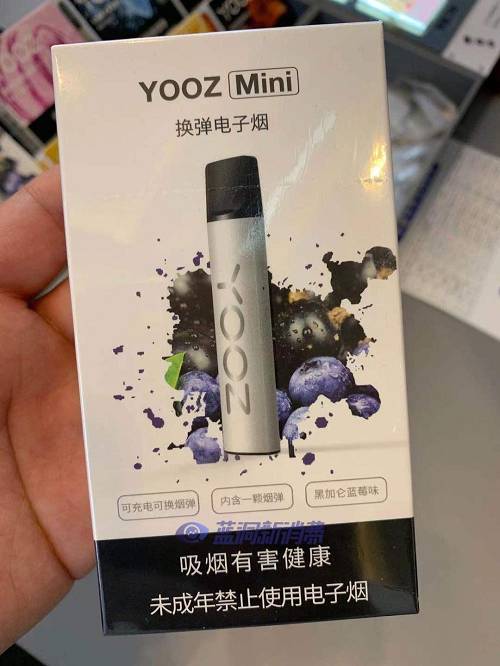 YOOZ Mini
换弹电子烟
YOOZ
可充电可换烟弹
内含一颗烟弹
黑加仑蓝莓味
蓝洞新消费
吸烟有害健康
未成年禁止使用电子烟